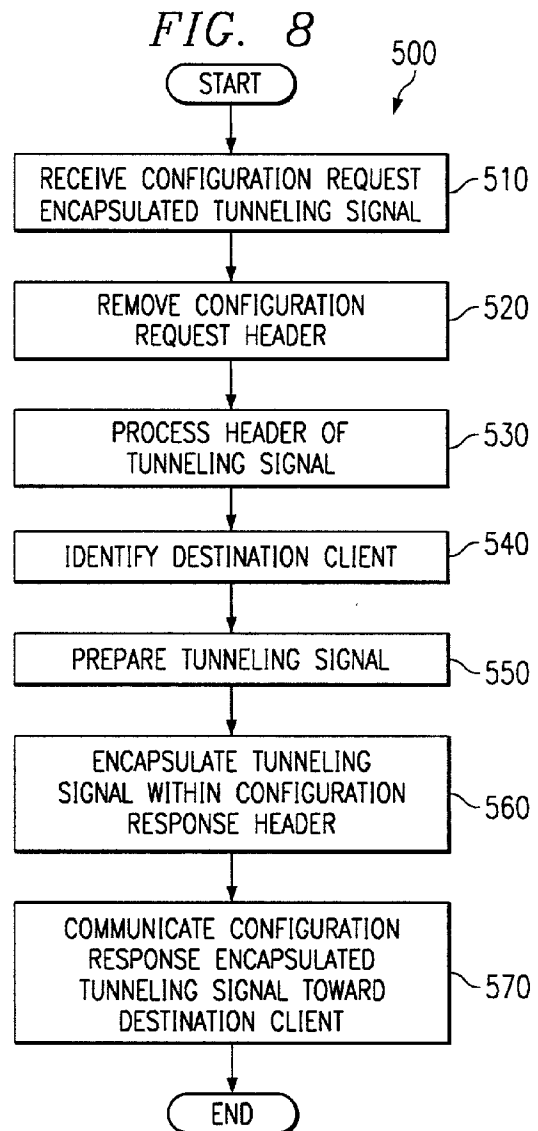 FIG. 8
500
START
RECEIVE CONFIGURATION REQUEST
ENCAPSULATED TUNNELING SIGNAL
510
REMOVE CONFIGURATION
REQUEST HEADER
520
PROCESS HEADER OF
TUNNELING SIGNAL
530
IDENTIFY DESTINATION CLIENT
540
PREPARE TUNNELING SIGNAL
550
ENCAPSULATE TUNNELING
SIGNAL WITHIN CONFIGURATION
RESPONSE HEADER
560
COMMUNICATE CONFIGURATION
RESPONSE ENCAPSULATED
TUNNELING SIGNAL TOWARD
DESTINATION CLIENT
570
END